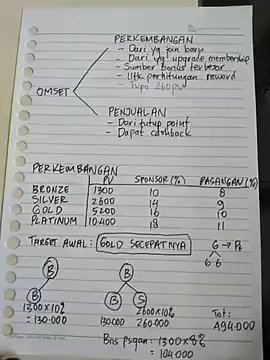 PERKEMBANGAN
- Dari yg join baru
- Dari yg upgrade membership
- Sumber bonus terbesar
- Utk perhitungan reward
- Tupo 260pv
OMSET
PENJUALAN
- Dari tutup point
- Dapat cashback
PERKEMBANGAN
PV SPONSOR (%) PASANGAN (%)
BRONZE 1300 10 8
SILVER 2600 14 9
GOLD 5200 16 10
PLATINUM 10400 18 11
TARGET AWAL: GOLD SECEPATNYA G → Pt
G G
B B
B B S
1300 x 10% 2600 x 10% Tot:
= 130.000 130.000 260.000 494.000
Bns psgan: = 1300 x 8%
= 104.000